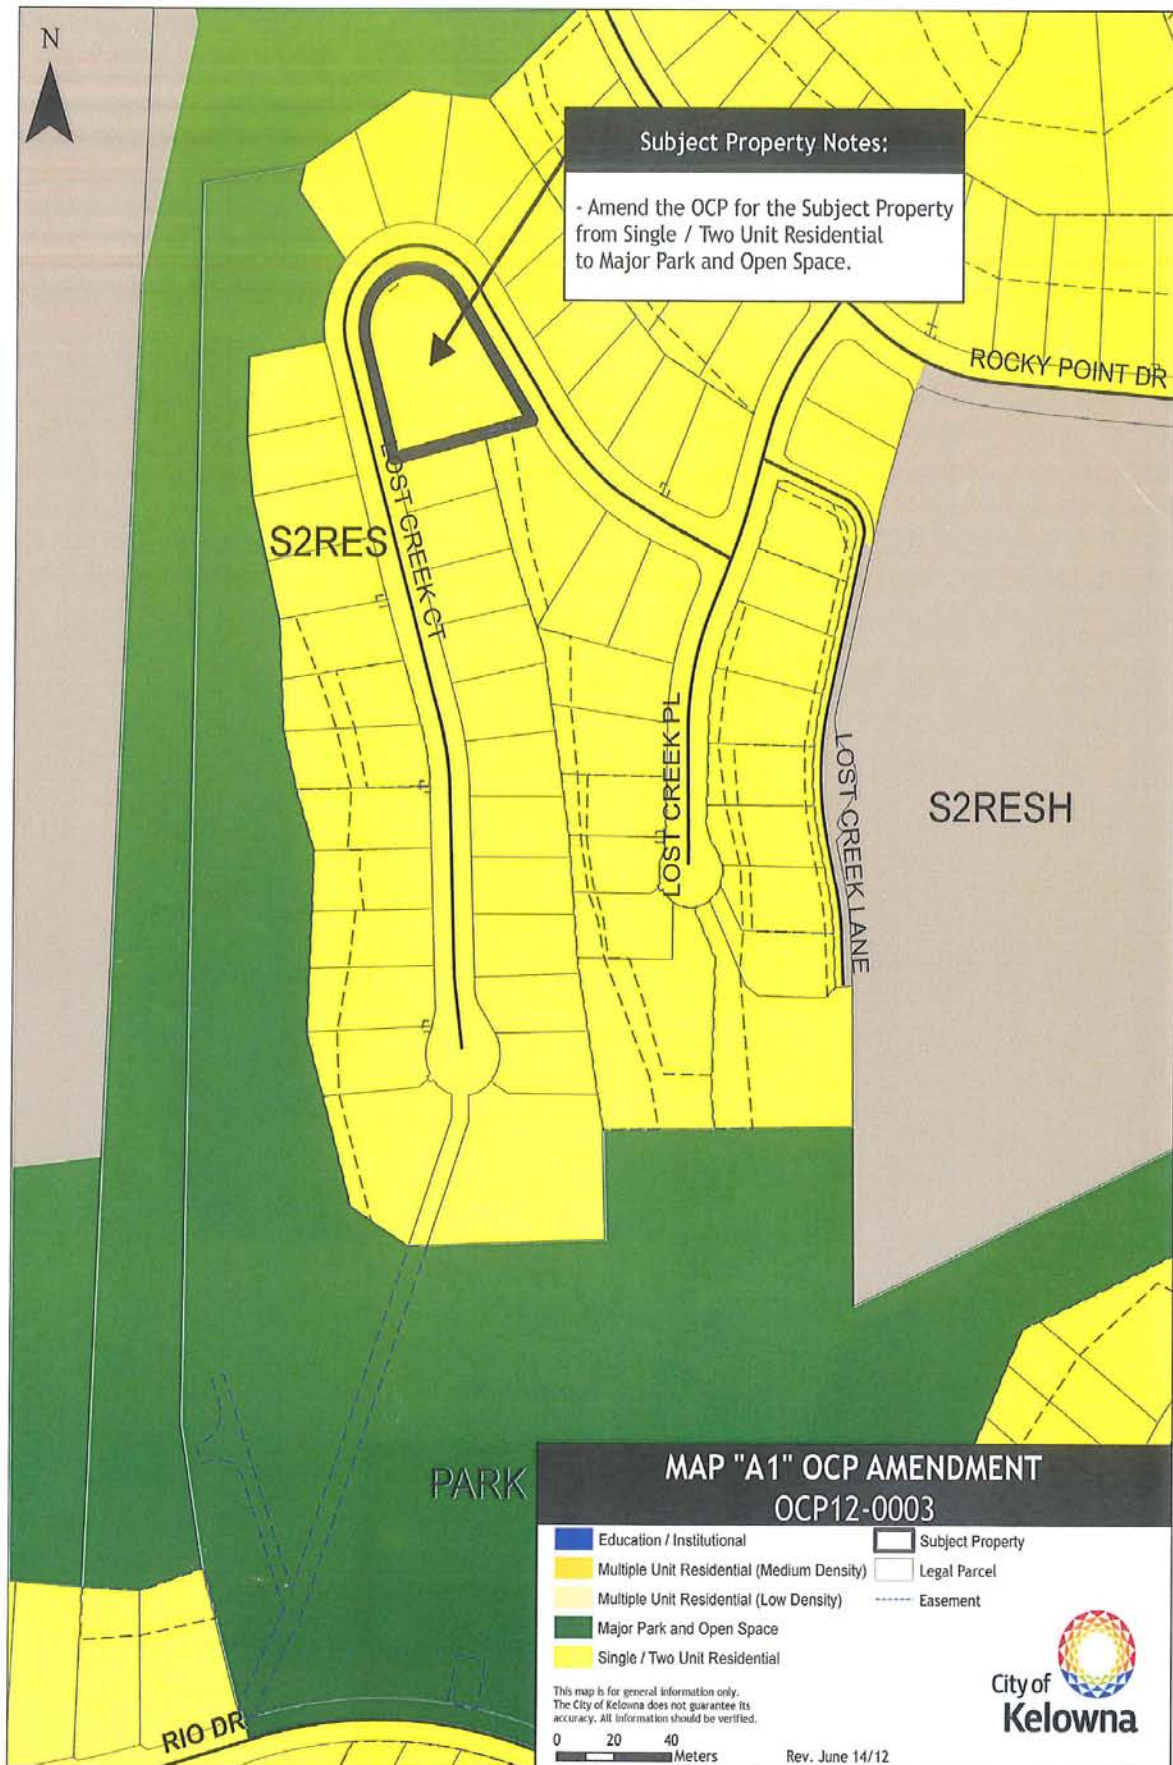 N
Subject Property Notes:
- Amend the OCP for the Subject Property
from Single / Two Unit Residential
to Major Park and Open Space.
ROCKY POINT DR
LOST CREEK CT
S2RES
LOST CREEK PL
LOST CREEK LANE
S2RESH
PARK
RIO DR
MAP "A1" OCP AMENDMENT
OCP12-0003
Education / Institutional
Multiple Unit Residential (Medium Density)
Multiple Unit Residential (Low Density)
Major Park and Open Space
Single / Two Unit Residential
Subject Property
Legal Parcel
Easement
This map is for general information only.
The City of Kelowna does not guarantee its
accuracy. All information should be verified.
0 20 40
Meters
Rev. June 14/12
City of
Kelowna